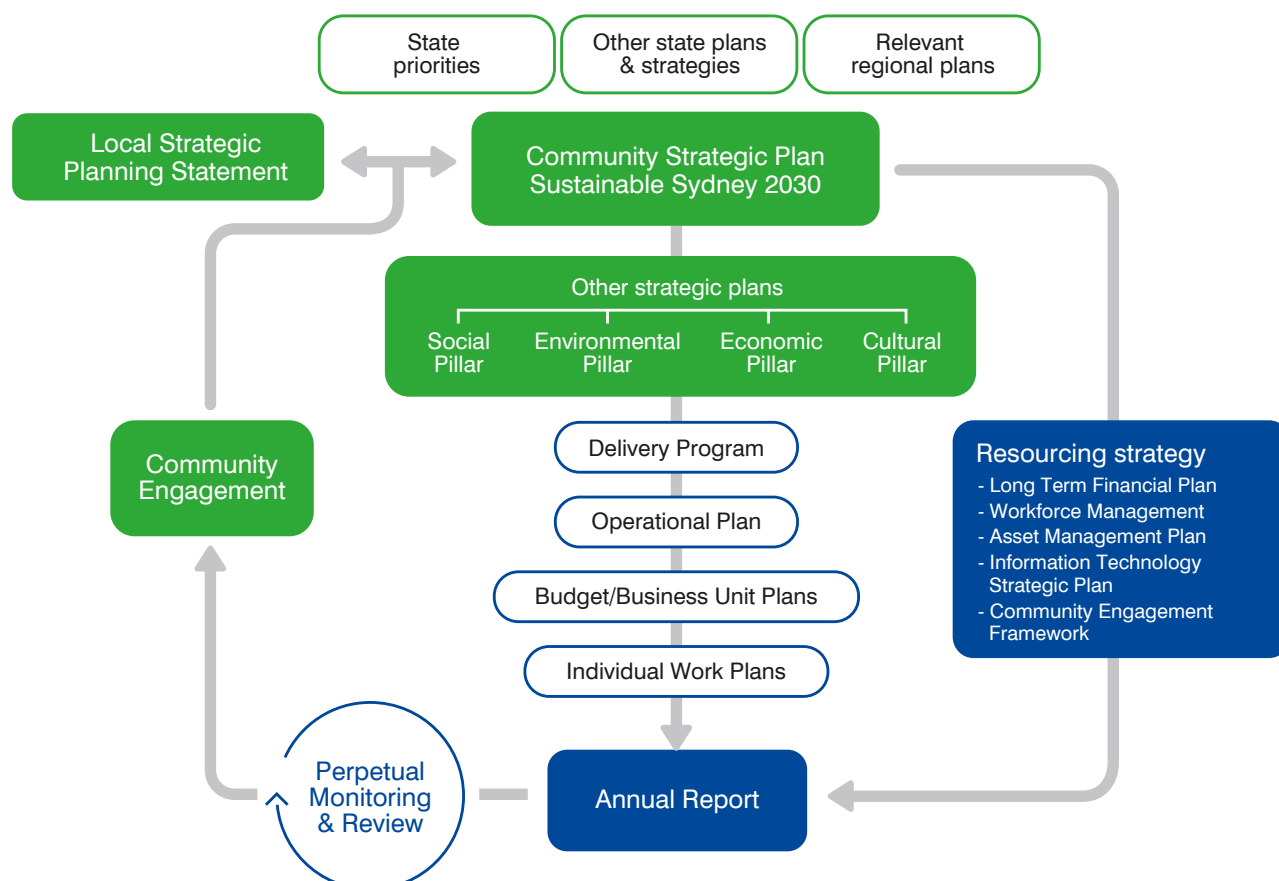 State
priorities
Other state plans
& strategies
Relevant
regional plans
Local Strategic
Planning Statement
Community Strategic Plan
Sustainable Sydney 2030
Other strategic plans
Social
Pillar
Environmental
Pillar
Economic
Pillar
Cultural
Pillar
Delivery Program
Operational Plan
Budget/Business Unit Plans
Individual Work Plans
Community
Engagement
Resourcing strategy
- Long Term Financial Plan
- Workforce Management
- Asset Management Plan
- Information Technology
Strategic Plan
- Community Engagement
Framework
Perpetual
Monitoring
& Review
Annual Report